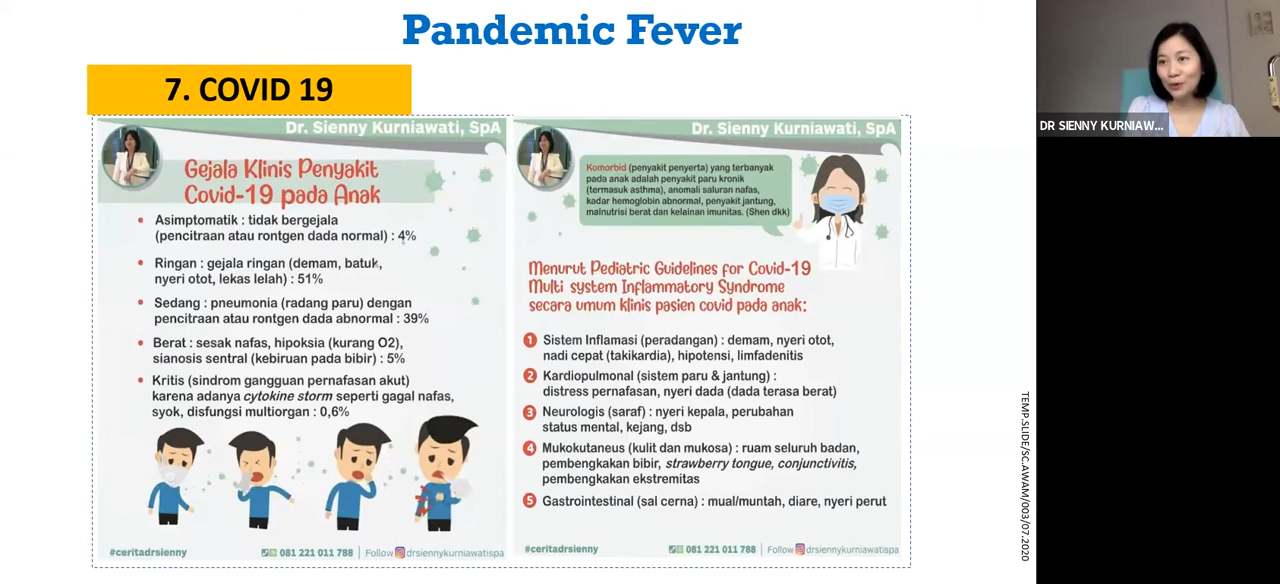 Pandemic Fever
7. COVID 19
Dr. Sienny Kurniawati, SpA
Gejala Klinis Penyakit
Covid-19 pada Anak
Asimptomatik : tidak bergejala
(pencitraan atau rontgen dada normal) : 4%
Ringan : gejala ringan (demam, batuk,
nyeri otot, lekas lelah) : 51%
Sedang : pneumonia (radang paru) dengan
pencitraan atau rontgen dada abnormal : 39%
Berat : sesak nafas, hipoksia (kurang O2),
sianosis sentral (kebiruan pada bibir) : 5%
Kritis (sindrom gangguan pernafasan akut)
karena adanya cytokine storm seperti gagal nafas,
syok, disfungsi multiorgan : 0,6%
#ceritadrsienny
081 221 011 788 | Follow drsiennykurniawatispa
Dr. Sienny Kurniawati, SpA
Komorbid (penyakit penyerta) yang terbanyak
pada anak adalah penyakit paru kronik
(termasuk asthma), anomali saluran nafas,
kadar hemoglobin abnormal, penyakit jantung,
malnutrisi berat dan kelainan imunitas. (Shen dkk)
Menurut Pediatric Guidelines for Covid-19
Multi system Inflammatory Syndrome
secara umum klinis pasien covid pada anak:
1 Sistem Inflamasi (peradangan) : demam, nyeri otot,
nadi cepat (takikardia), hipotensi, limfadenitis
2 Kardiopulmonal (sistem paru & jantung) :
distress pernafasan, nyeri dada (dada terasa berat)
3 Neurologis (saraf) : nyeri kepala, perubahan
status mental, kejang, dsb
4 Mukokutaneus (kulit dan mukosa) : ruam seluruh badan,
pembengkakan bibir, strawberry tongue, conjunctivitis,
pembengkakan ekstremitas
5 Gastrointestinal (sal cerna) : mual/muntah, diare, nyeri perut
#ceritadrsienny
081 221 011 788 | Follow drsiennykurniawatispa
TEMP.SLIDE/SC.AWAM/003/07.2020
DR SIENNY KURNIAW...